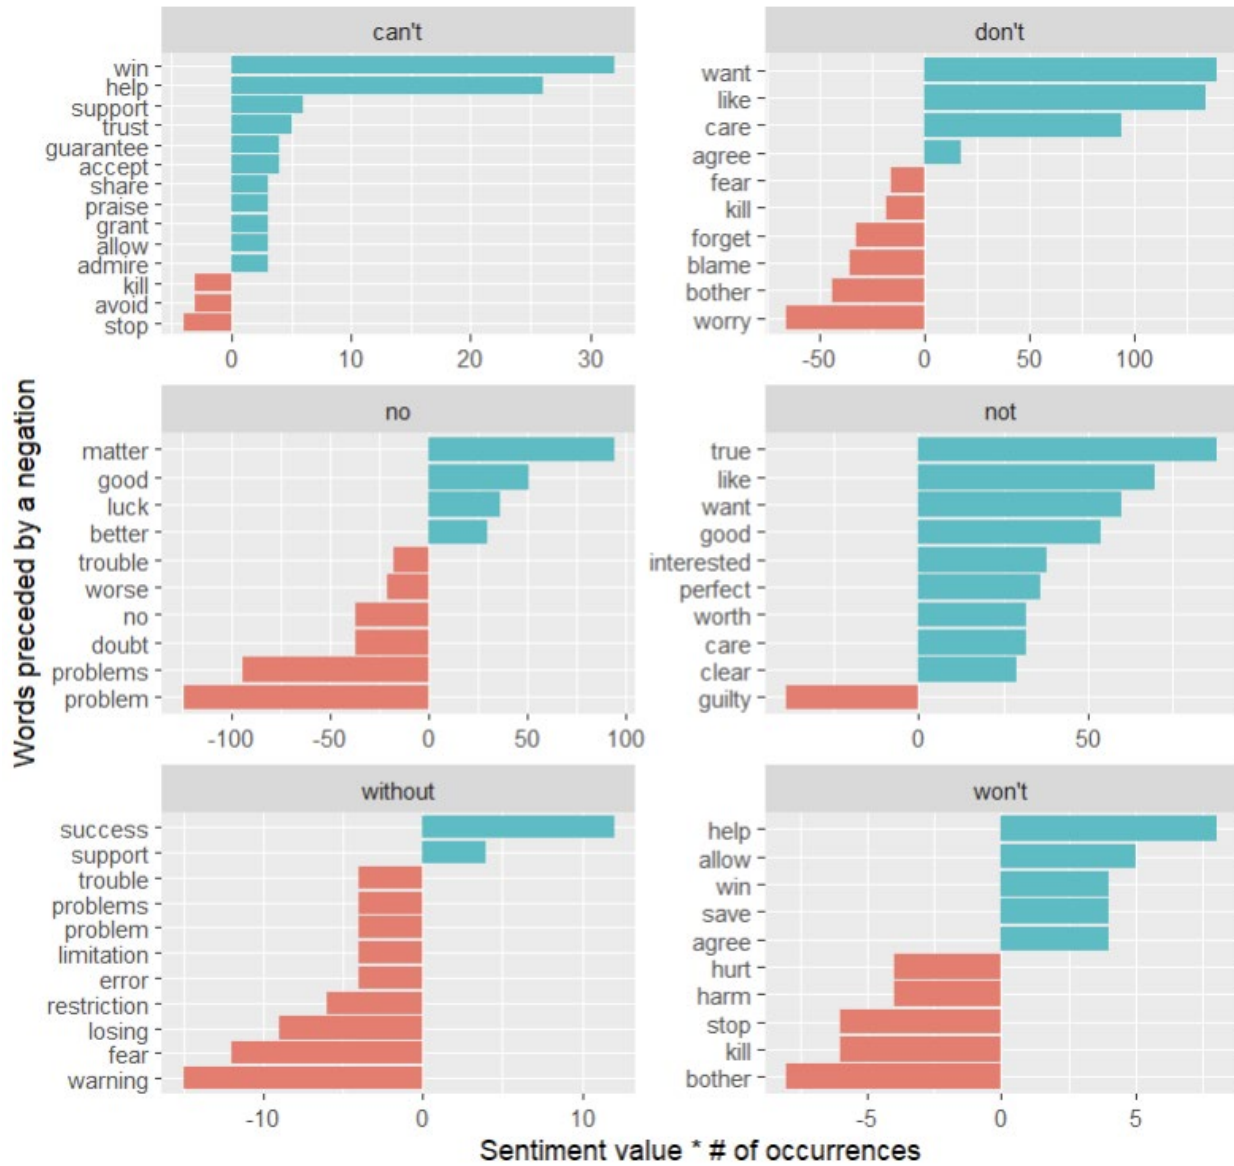 can't
win
help
support
trust
guarantee
accept
share
praise
grant
allow
admire
kill
avoid
stop
0 10 20 30
don't
want
like
care
agree
fear
kill
forget
blame
bother
worry
-50 0 50 100
Words preceded by a negation
no
matter
good
luck
better
trouble
worse
no
doubt
problems
problem
-100 -50 0 50 100
not
true
like
want
good
interested
perfect
worth
care
clear
guilty
0 50
without
success
support
trouble
problems
problem
limitation
error
restriction
losing
fear
warning
-10 0 10
won't
help
allow
win
save
agree
hurt
harm
stop
kill
bother
-5 0 5
Sentiment value * # of occurrences